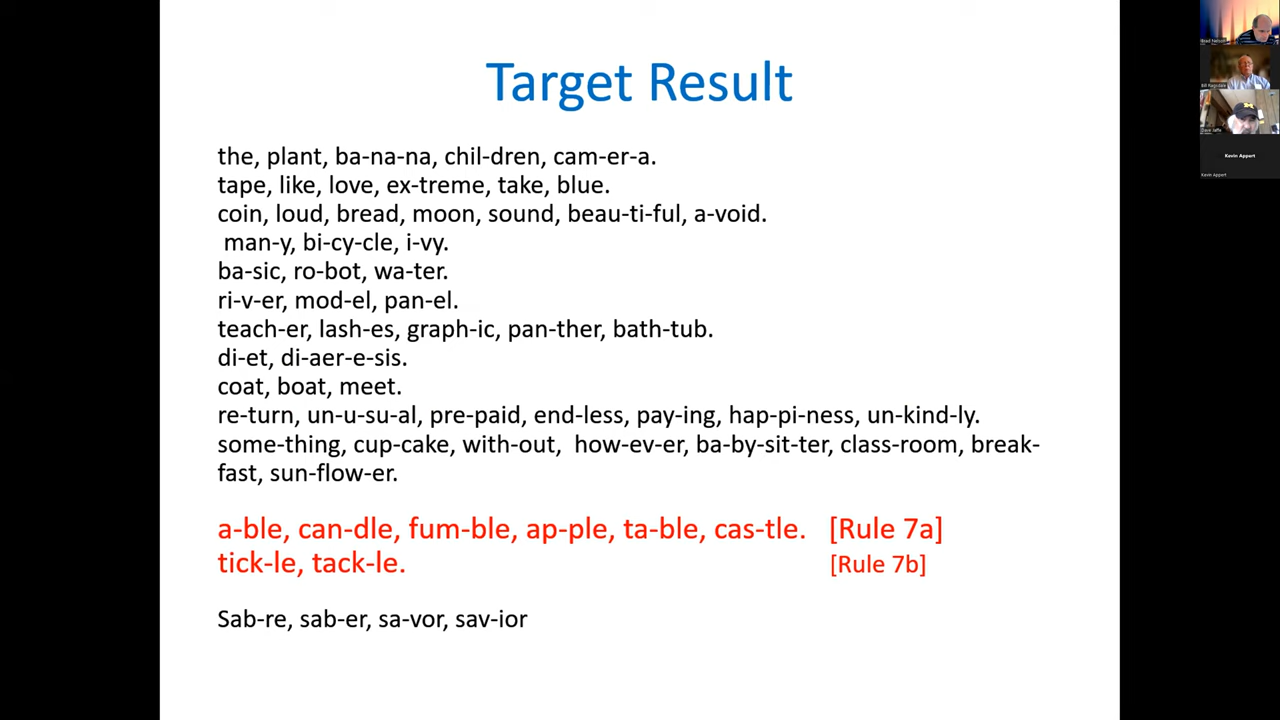 Target Result
the, plant, ba-na-na, chil-dren, cam-er-a.
tape, like, love, ex-treme, take, blue.
coin, loud, bread, moon, sound, beau-ti-ful, a-void.
man-y, bi-cy-cle, i-vy.
ba-sic, ro-bot, wa-ter.
ri-v-er, mod-el, pan-el.
teach-er, lash-es, graph-ic, pan-ther, bath-tub.
di-et, di-aer-e-sis.
coat, boat, meet.
re-turn, un-u-su-al, pre-paid, end-less, pay-ing, hap-pi-ness, un-kind-ly.
some-thing, cup-cake, with-out, how-ev-er, ba-by-sit-ter, class-room, break-
fast, sun-flow-er.
a-ble, can-dle, fum-ble, ap-ple, ta-ble, cas-tle. [Rule 7a]
tick-le, tack-le. [Rule 7b]
Sab-re, sab-er, sa-vor, sav-ior
Kevin Appert
Kevin Appert